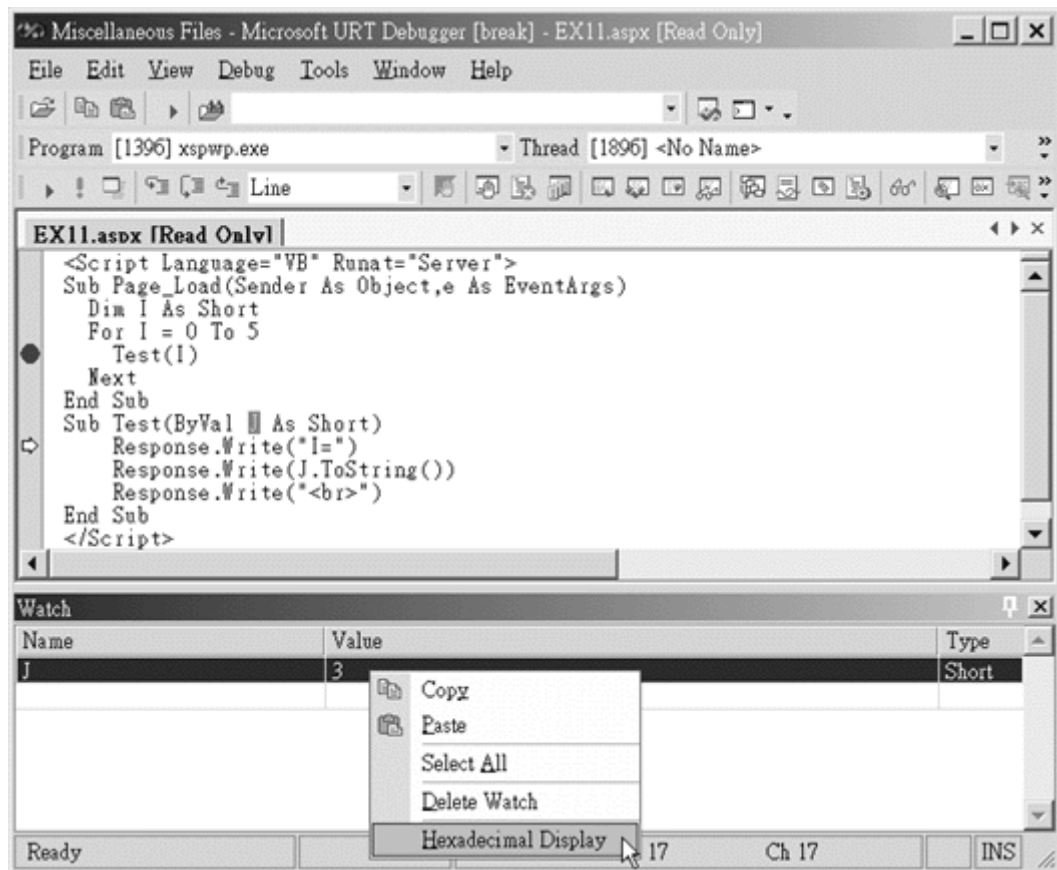 Miscellaneous Files - Microsoft URT Debugger [break] - EX11.aspx [Read Only]
File Edit View Debug Tools Window Help
Program [1396] xspwp.exe Thread [1896] <No Name>
Line
EX11.aspx [Read Only]
<Script Language="VB" Runat="Server">
Sub Page_Load(Sender As Object,e As EventArgs)
Dim I As Short
For I = 0 To 5
Test(I)
Next
End Sub
Sub Test(ByVal J As Short)
Response.Write("I=")
Response.Write(J.ToString())
Response.Write("<br>")
End Sub
</Script>
Watch
Name Value Type
J 3 Short
Copy
Paste
Select All
Delete Watch
Hexadecimal Display
Ready 17 Ch 17 INS